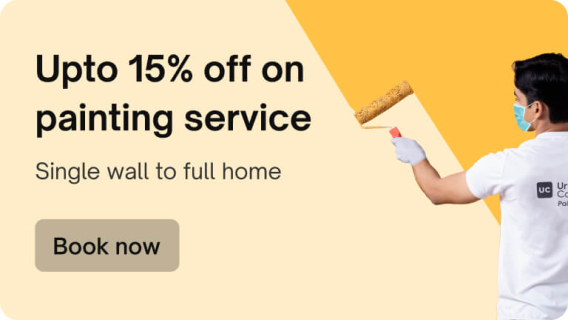 Upto 15% off on
painting service
Single wall to full home
Book now
UC